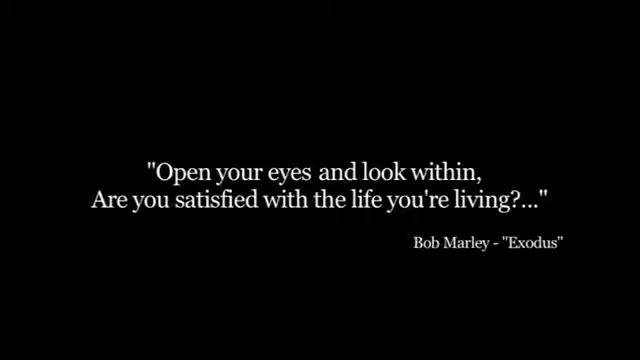 "Open your eyes and look within,
Are you satisfied with the life you're living?..."
Bob Marley - "Exodus"